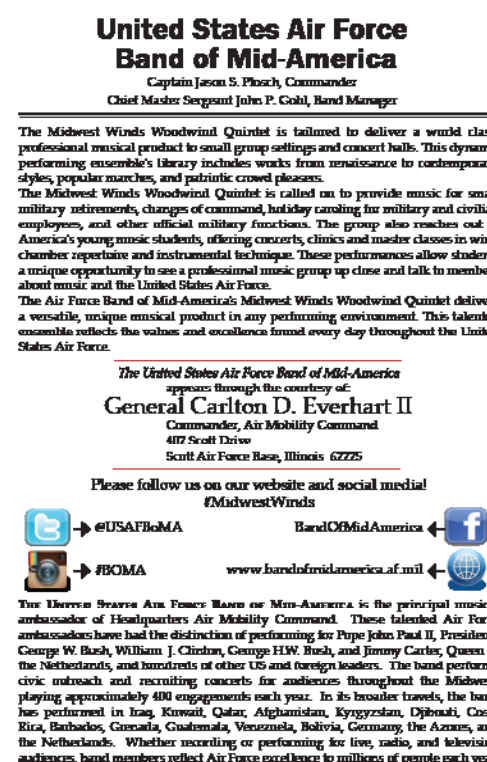 United States Air Force
Band of Mid-America
Captain Jason S. Plosch, Commander
Chief Master Sergeant John P. Gohl, Band Manager
The Midwest Winds Woodwind Quintet is tailored to deliver a world clas
professional musical product to small group settings and concert halls. This dynam
performing ensemble's library includes works from renaissance to contempora
styles, popular marches, and patriotic crowd pleasers.
The Midwest Winds Woodwind Quintet is called on to provide music for sma
military retirements, changes of command, holiday caroling for military and civilia
employees, and other official military functions. The group also reaches out
America's young music students, offering concerts, clinics and master classes in win
chamber repertoire and instrumental technique. These performances allow studen
a unique opportunity to see a professional music group up close and talk to membe
about music and the United States Air Force.
The Air Force Band of Mid-America's Midwest Winds Woodwind Quintet delive
a versatile, unique musical product in any performing environment. This talente
ensemble reflects the values and excellence found every day throughout the Unite
States Air Force.
The United States Air Force Band of Mid-America
appears through the courtesy of:
General Carlton D. Everhart II
Commander, Air Mobility Command
402 Scott Drive
Scott Air Force Base, Illinois 62225
Please follow us on our website and social media!
#MidwestWinds
@USAFBoMA BandOfMidAmerica
#BOMA www.bandofmidamerica.af.mil
The United States Air Force Band of Mid-America is the principal music
ambassador of Headquarters Air Mobility Command. These talented Air For
ambassadors have had the distinction of performing for Pope John Paul II, Presiden
George W. Bush, William J. Clinton, George H.W. Bush, and Jimmy Carter, Queen
the Netherlands, and hundreds of other US and foreign leaders. The band perform
civic outreach and recruiting concerts for audiences throughout the Midwe
playing approximately 400 engagements each year. In its broader travels, the ban
has performed in Iraq, Kuwait, Qatar, Afghanistan, Kyrgyzstan, Djibouti, Cos
Rica, Barbados, Grenada, Guatemala, Venezuela, Bolivia, Germany, the Azores, an
the Netherlands. Whether recording or performing for live, radio, and televisio
audiences, band members reflect Air Force excellence to millions of people each yea